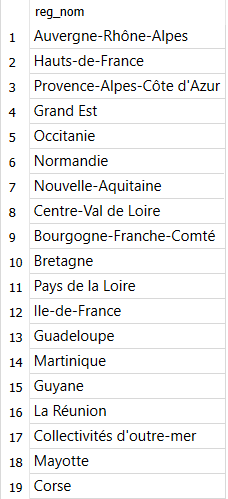 reg_nom
1 Auvergne-Rhône-Alpes
2 Hauts-de-France
3 Provence-Alpes-Côte d'Azur
4 Grand Est
5 Occitanie
6 Normandie
7 Nouvelle-Aquitaine
8 Centre-Val de Loire
9 Bourgogne-Franche-Comté
10 Bretagne
11 Pays de la Loire
12 Ile-de-France
13 Guadeloupe
14 Martinique
15 Guyane
16 La Réunion
17 Collectivités d'outre-mer
18 Mayotte
19 Corse